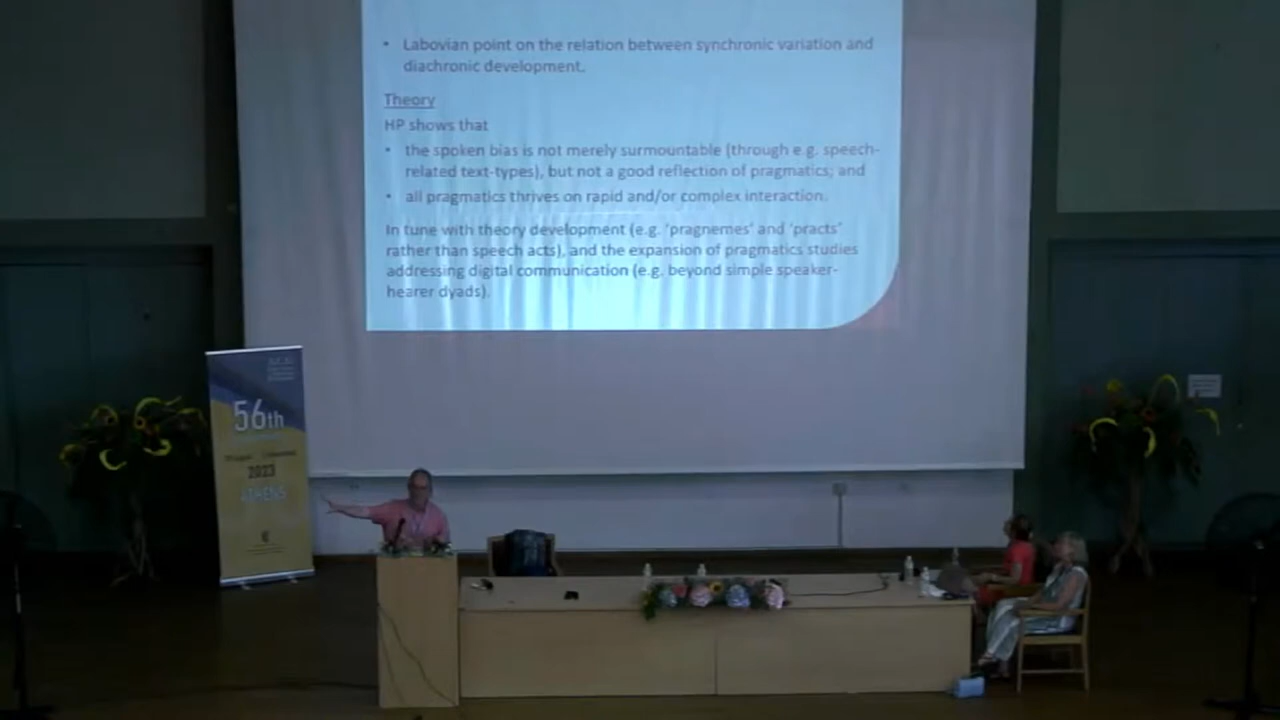 • Labovian point on the relation between synchronic variation and
diachronic development.
Theory
HP shows that
• the spoken bias is not merely surmountable (through e.g. speech-
related text-types), but not a good reflection of pragmatics; and
• all pragmatics thrives on rapid and/or complex interaction.
In tune with theory development (e.g. 'pragnemes' and 'practs'
rather than speech acts), and the expansion of pragmatics studies
addressing digital communication (e.g. beyond simple speaker-
hearer dyads).
56th
2023
ATHENS